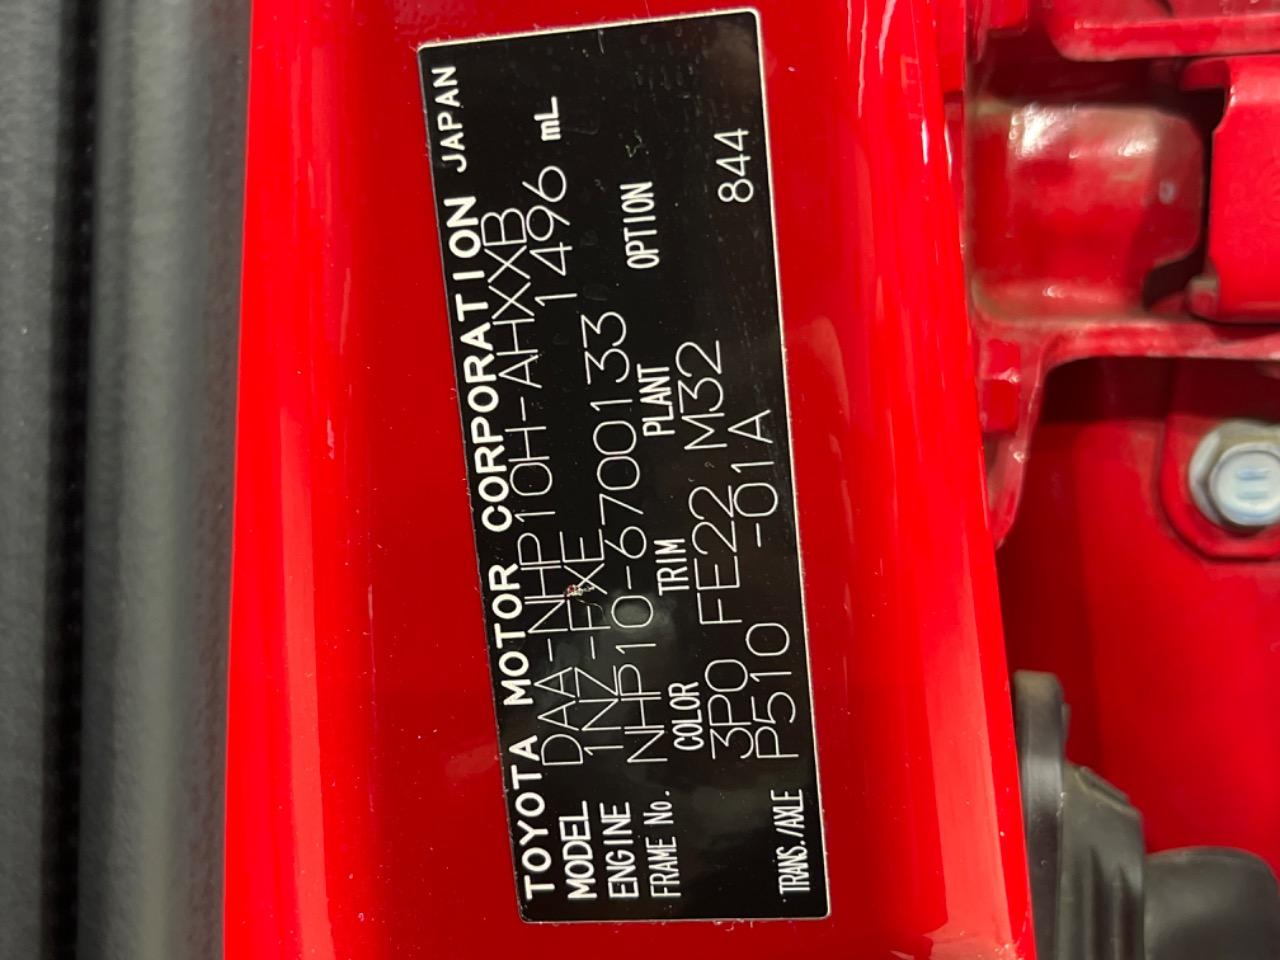 TOYOTA MOTOR CORPORATION JAPAN
MODEL DAA-NHP10H-AHXXB
ENGINE 1NZ-FXE 1496 mL
FRAME No. NHP10-6700133
COLOR TRIM PLANT OPTION
3P0 FE22 M32 844
TRANS./AXLE P510 -01A